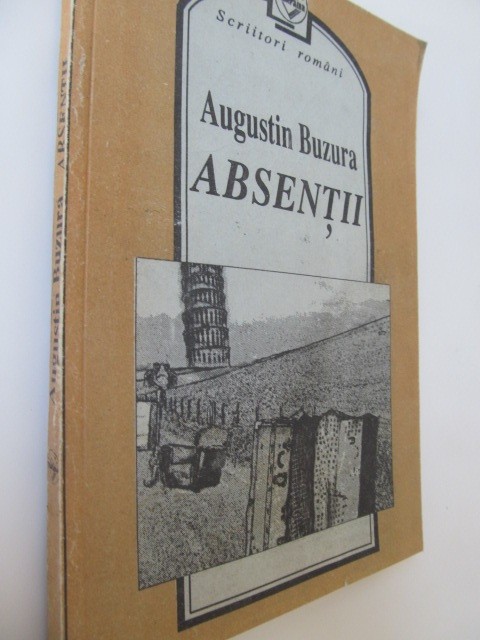 Scriitori români
Augustin Buzura
ABSENȚII
Augustin Buzura ABSENȚII